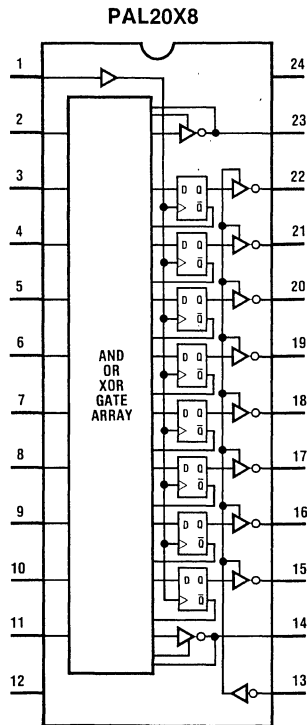 PAL20X8
1
2
3
4
5
6
7
8
9
10
11
12
AND
OR
XOR
GATE
ARRAY
D Q
Q̅
D Q
Q̅
D Q
Q̅
D Q
Q̅
D Q
Q̅
D Q
Q̅
D Q
Q̅
D Q
Q̅
24
23
22
21
20
19
18
17
16
15
14
13